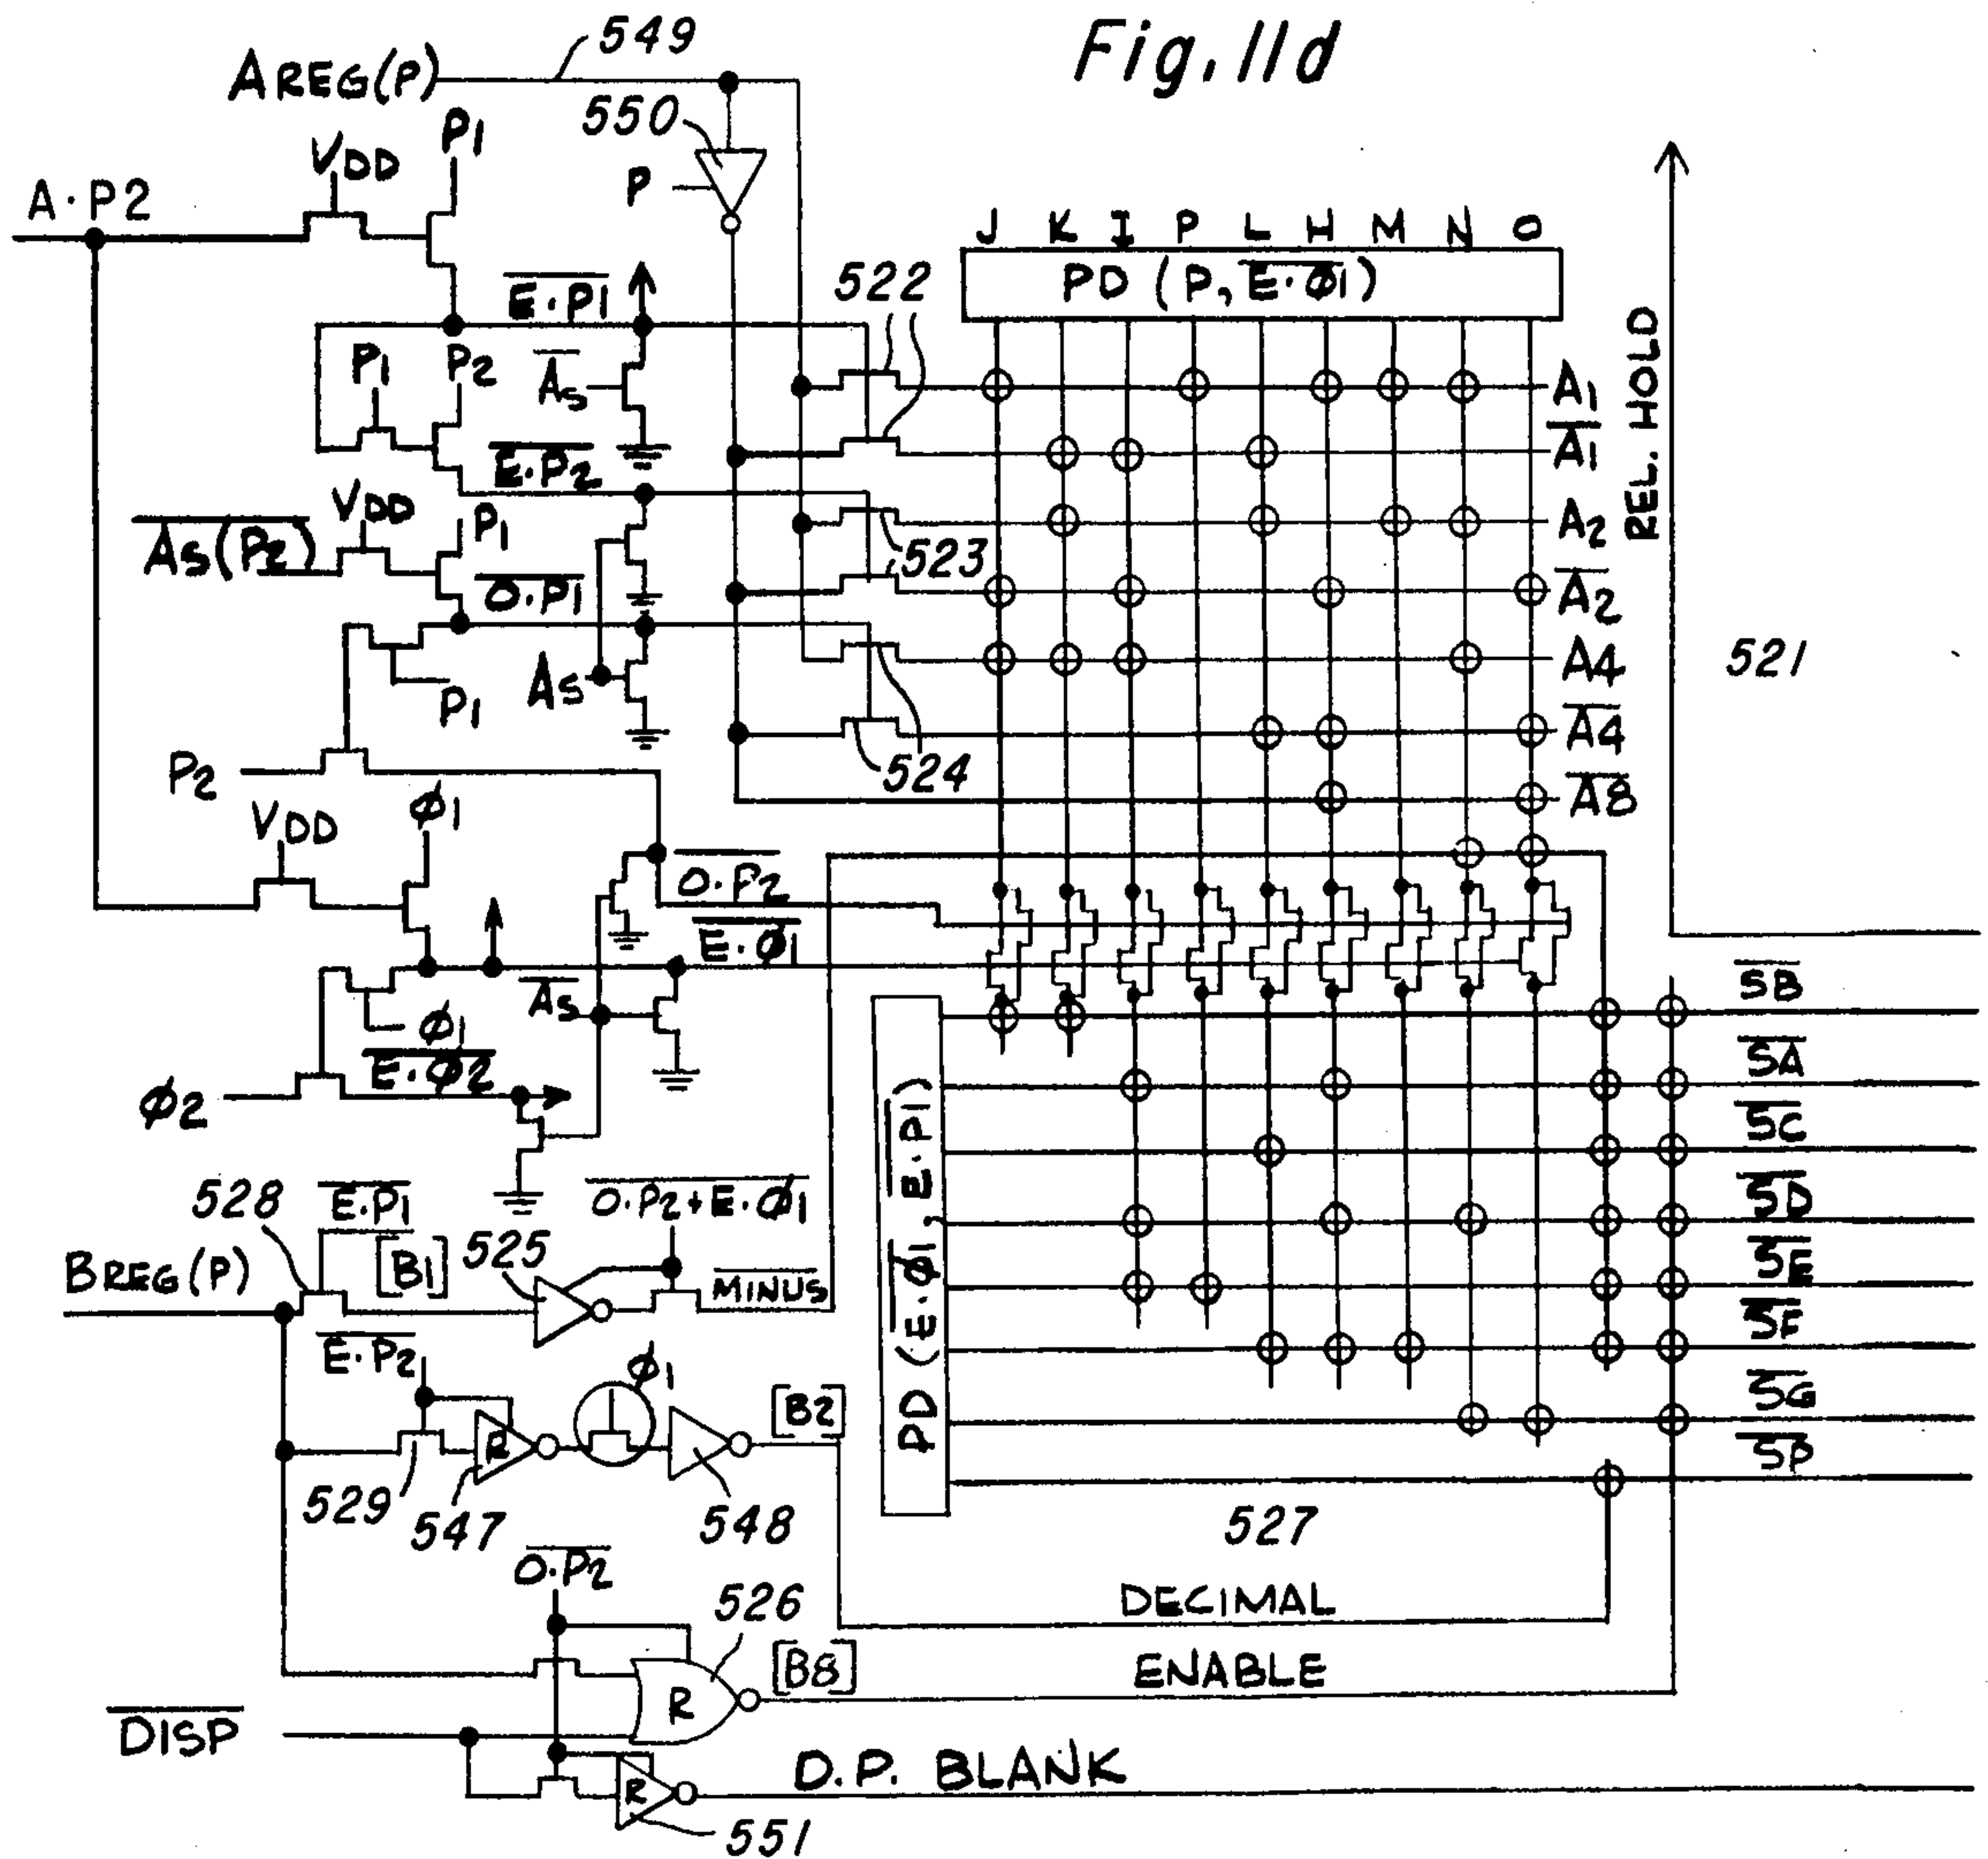 Fig. 11d
549
AREG(P)
550
P1
VDD
P
A·P2
J K I P L H M N O
522
PD (P, E·Φ1)
E·P1
P1
P2
AS
A1
REL. HOLD
A1
E·P2
VDD
P1
AS(P2)
A2
523
O·P1
A2
A4
521
P1
AS
A4
P2
524
A8
Φ1
VDD
O·P2
E·Φ1
AS
SB
Φ1
E·Φ2
SA
Φ2
SC
PD (E·Φ1, E·P1)
528
E·P1
O·P2+E·Φ1
SD
BREG(P)
[B1]
525
MINUS
SE
E·P2
SF
Φ1
[B2]
SG
R
SP
529
547
548
527
O·P2
526
DECIMAL
[B8]
ENABLE
R
DISP
D.P. BLANK
R
551